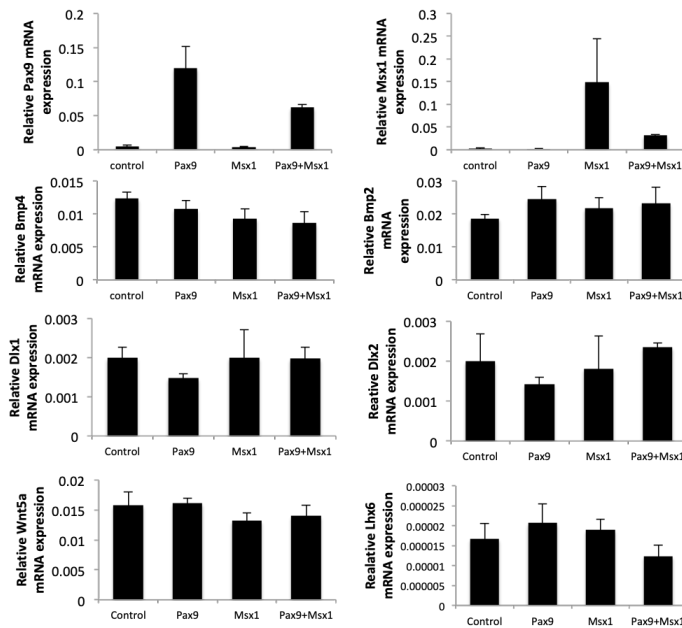 Relative Pax9 mRNA
expression
0.2
0.15
0.1
0.05
0
control Pax9 Msx1 Pax9+Msx1
Relative Msx1 mRNA
expression
0.3
0.25
0.2
0.15
0.10
0.05
0
control Pax9 Msx1 Pax9+Msx1
Relative Bmp4
mRNA expression
0.015
0.01
0.005
0
control Pax9 Msx1 Pax9+Msx1
Relative Bmp2
mRNA
expression
0.03
0.02
0.01
0
control Pax9 Msx1 Pax9+Msx1
Relative Dlx1
mRNA expression
0.003
0.002
0.001
0
Control Pax9 Msx1 Pax9+Msx1
Relative Dlx2
mRNA expression
0.003
0.002
0.001
0
Control Pax9 Msx1 Pax9+Msx1
Relative Wnt5a
mRNA expression
0.02
0.015
0.01
0.005
0
Control Pax9 Msx1 Pax9+Msx1
Realative Lhx6
mRNA expression
0.00003
0.000025
0.00002
0.000015
0.00001
0.000005
0
Control Pax9 Msx1 Pax9+Msx1